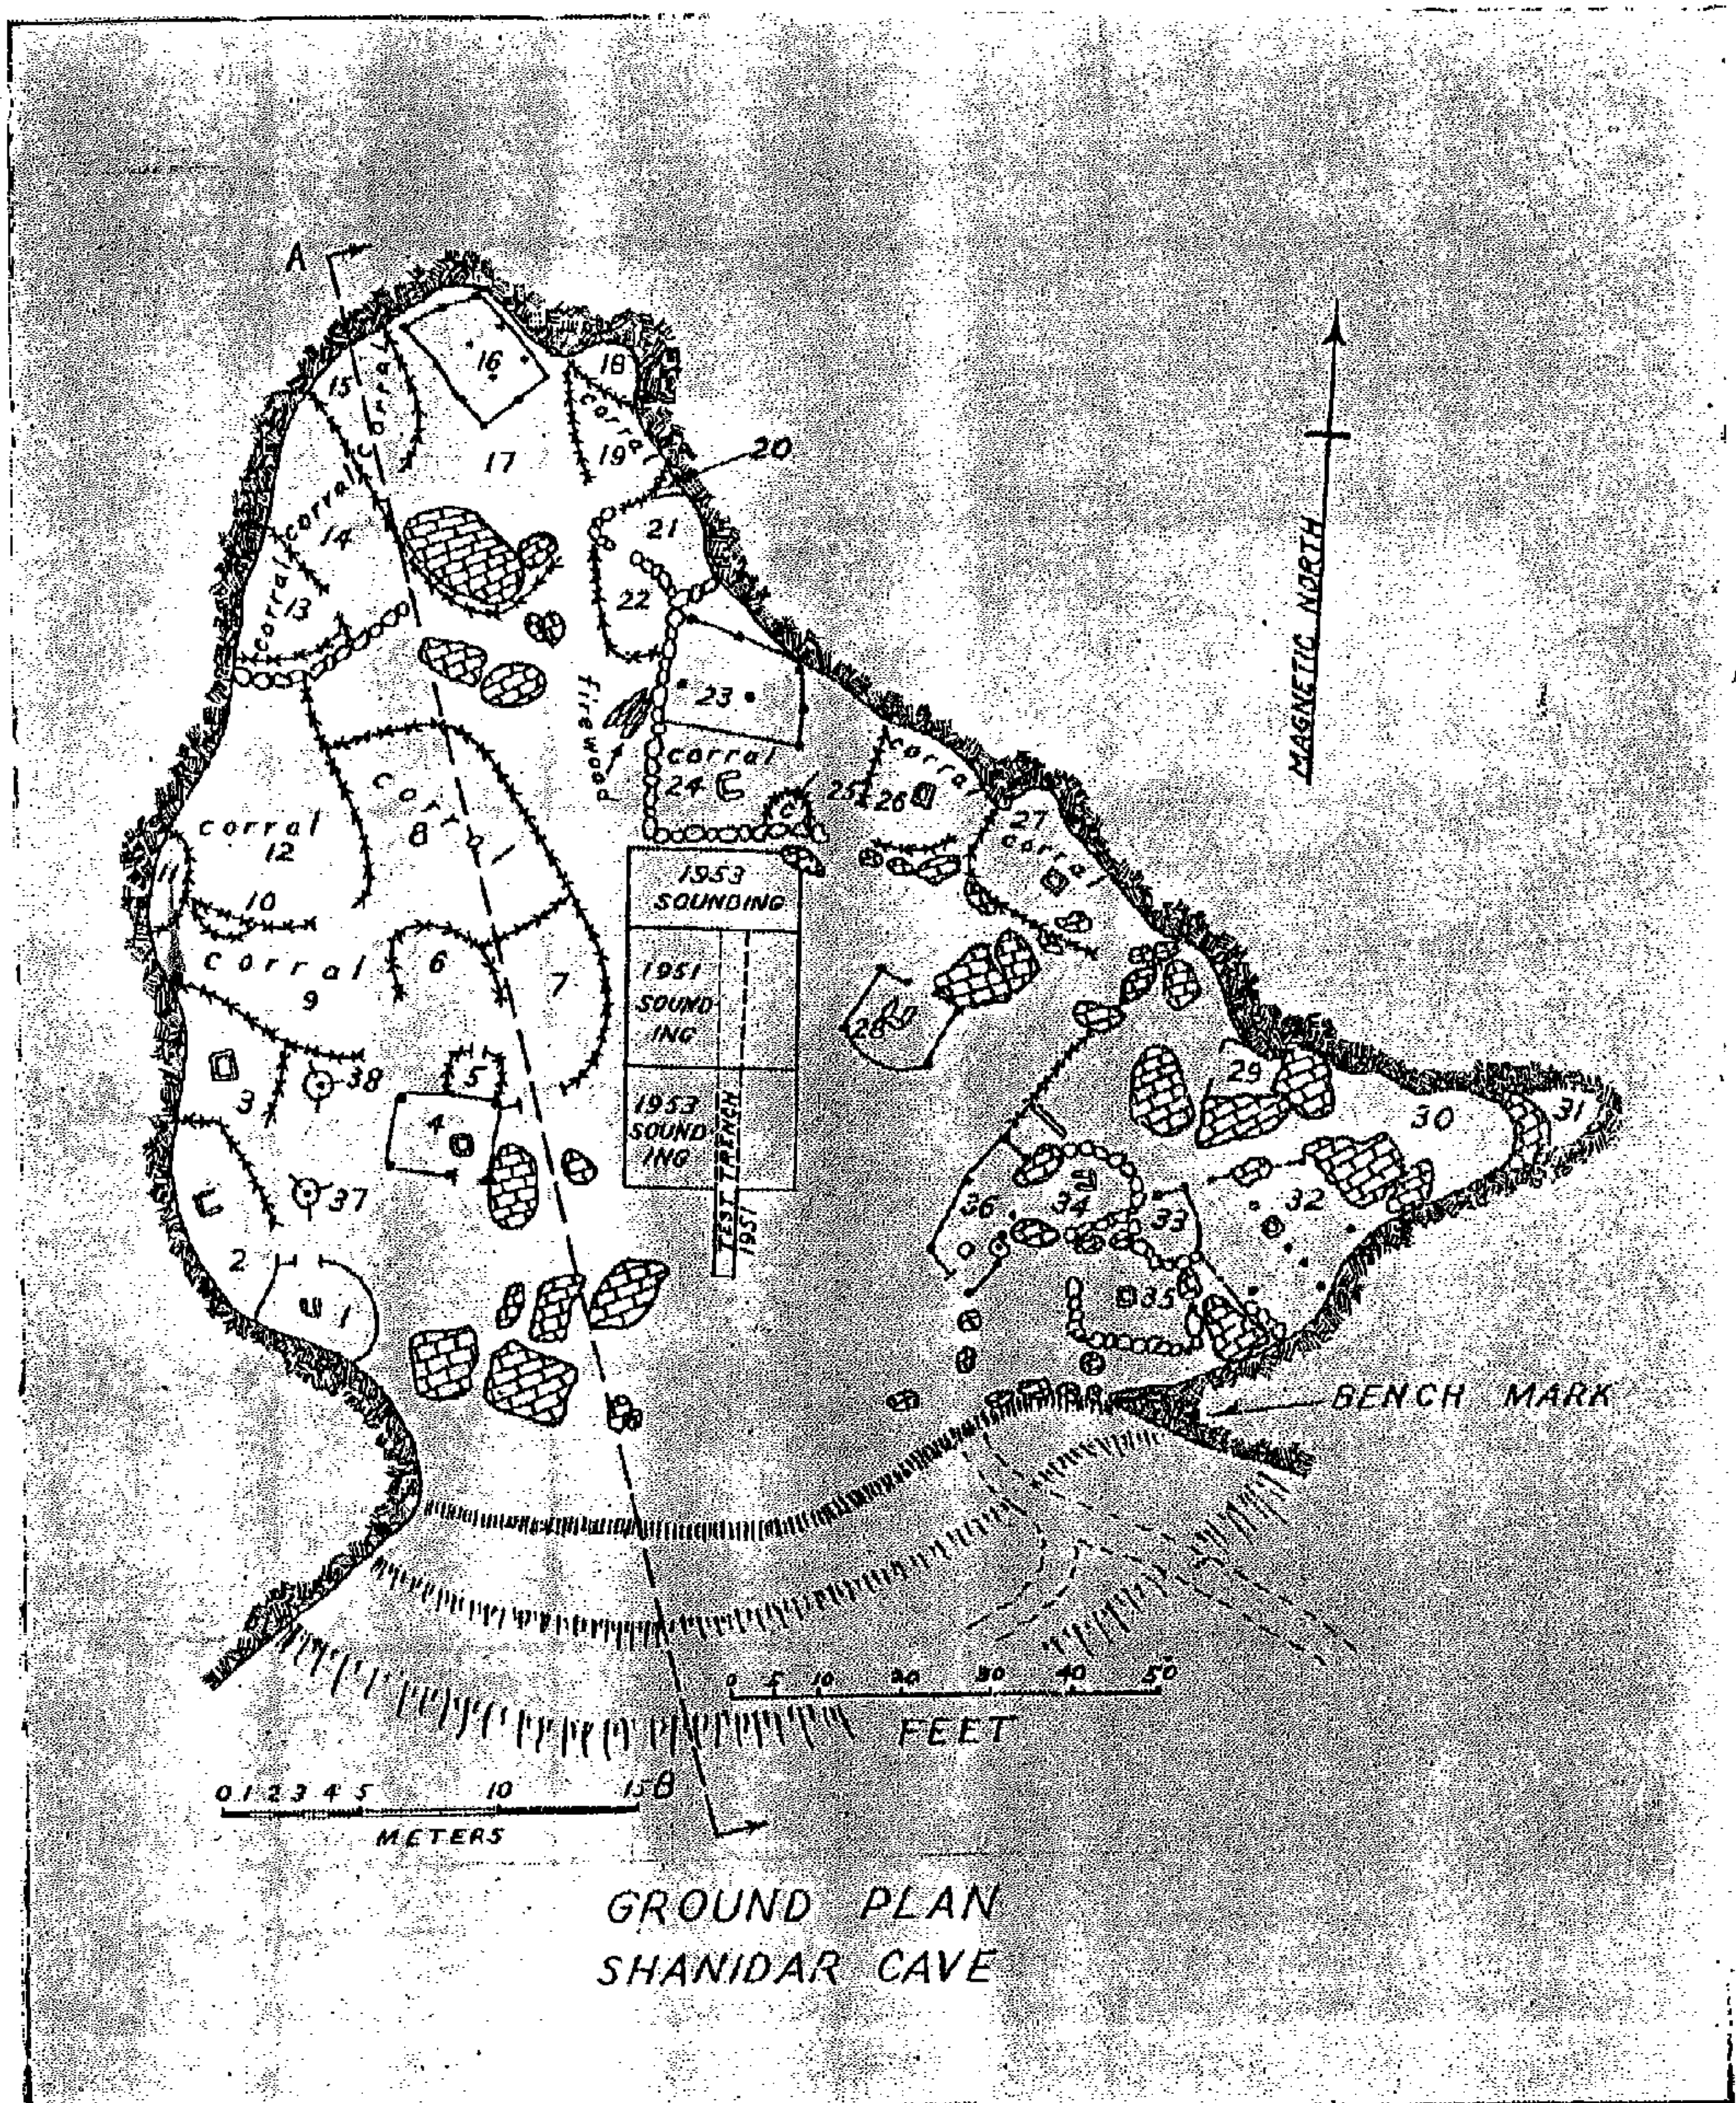 A
16
18
15
corral
corral
19
20
17
corral
14
21
corral
13
22
MAGNETIC NORTH
firewood
23
corral
24
C
25
corral
26
27
corral
corral
12
corral
8
11
10
1953
SOUNDING
corral
9
6
7
1951
SOUND
ING
28
3
38
5
4
1953
SOUND
ING
TEST TRENCH
1951
29
30
31
37
36
34
33
32
2
1
35
BENCH MARK
0 5 10 20 30 40 50
FEET
0 1 2 3 4 5 10 15
METERS
B
GROUND PLAN
SHANIDAR CAVE